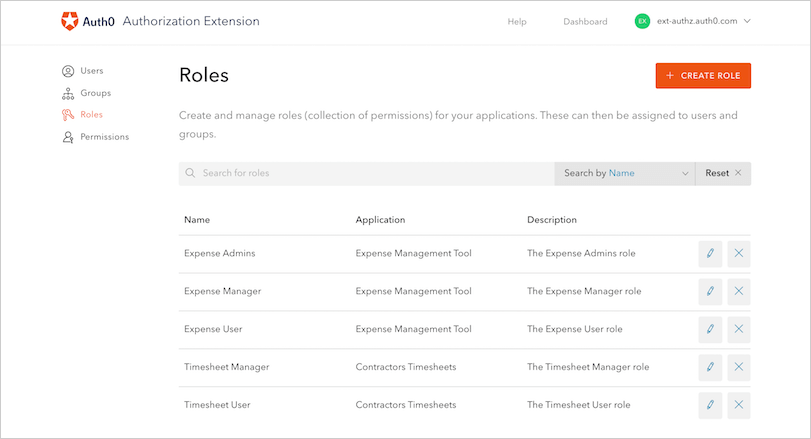 Auth0 Authorization Extension
Help
Dashboard
EX
ext-authz.auth0.com
Users
Groups
Roles
Permissions
Roles
+ CREATE ROLE
Create and manage roles (collection of permissions) for your applications. These can then be assigned to users and
groups.
Search for roles
Search by Name
Reset
Name Application Description
Expense Admins Expense Management Tool The Expense Admins role
Expense Manager Expense Management Tool The Expense Manager role
Expense User Expense Management Tool The Expense User role
Timesheet Manager Contractors Timesheets The Timesheet Manager role
Timesheet User Contractors Timesheets The Timesheet User role